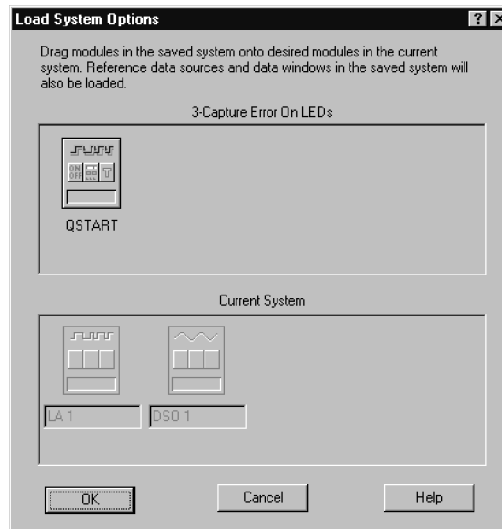 Load System Options
Drag modules in the saved system onto desired modules in the current
system. Reference data sources and data windows in the saved system will
also be loaded.
3-Capture Error On LEDs
ON
OFF
T
QSTART
Current System
LA 1
DSO 1
OK
Cancel
Help